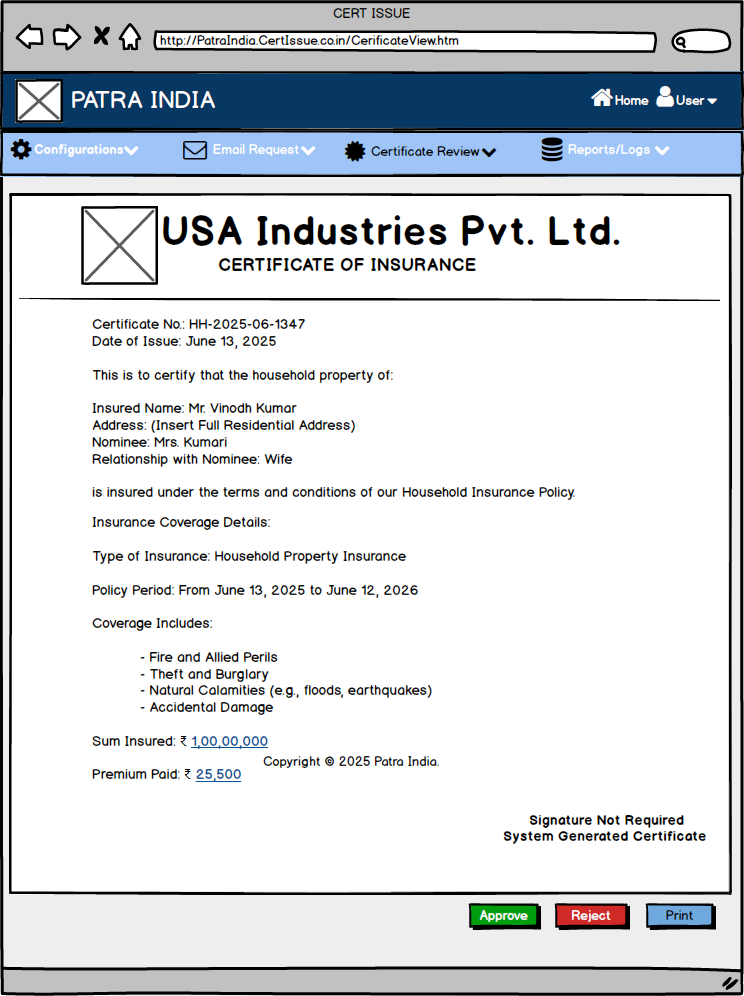 CERT ISSUE
http://PatraIndia.CertIssue.co.in/CerificateView.htm
PATRA INDIA
Home User
Configurations Email Request Certificate Review Reports/Logs
USA Industries Pvt. Ltd.
CERTIFICATE OF INSURANCE
Certificate No.: HH-2025-06-1347
Date of Issue: June 13, 2025
This is to certify that the household property of:
Insured Name: Mr. Vinodh Kumar
Address: (Insert Full Residential Address)
Nominee: Mrs. Kumari
Relationship with Nominee: Wife
is insured under the terms and conditions of our Household Insurance Policy.
Insurance Coverage Details:
Type of Insurance: Household Property Insurance
Policy Period: From June 13, 2025 to June 12, 2026
Coverage Includes:
- Fire and Allied Perils
- Theft and Burglary
- Natural Calamities (e.g., floods, earthquakes)
- Accidental Damage
Sum Insured: ₹ 1,00,00,000
Copyright © 2025 Patra India.
Premium Paid: ₹ 25,500
Signature Not Required
System Generated Certificate
Approve Reject Print